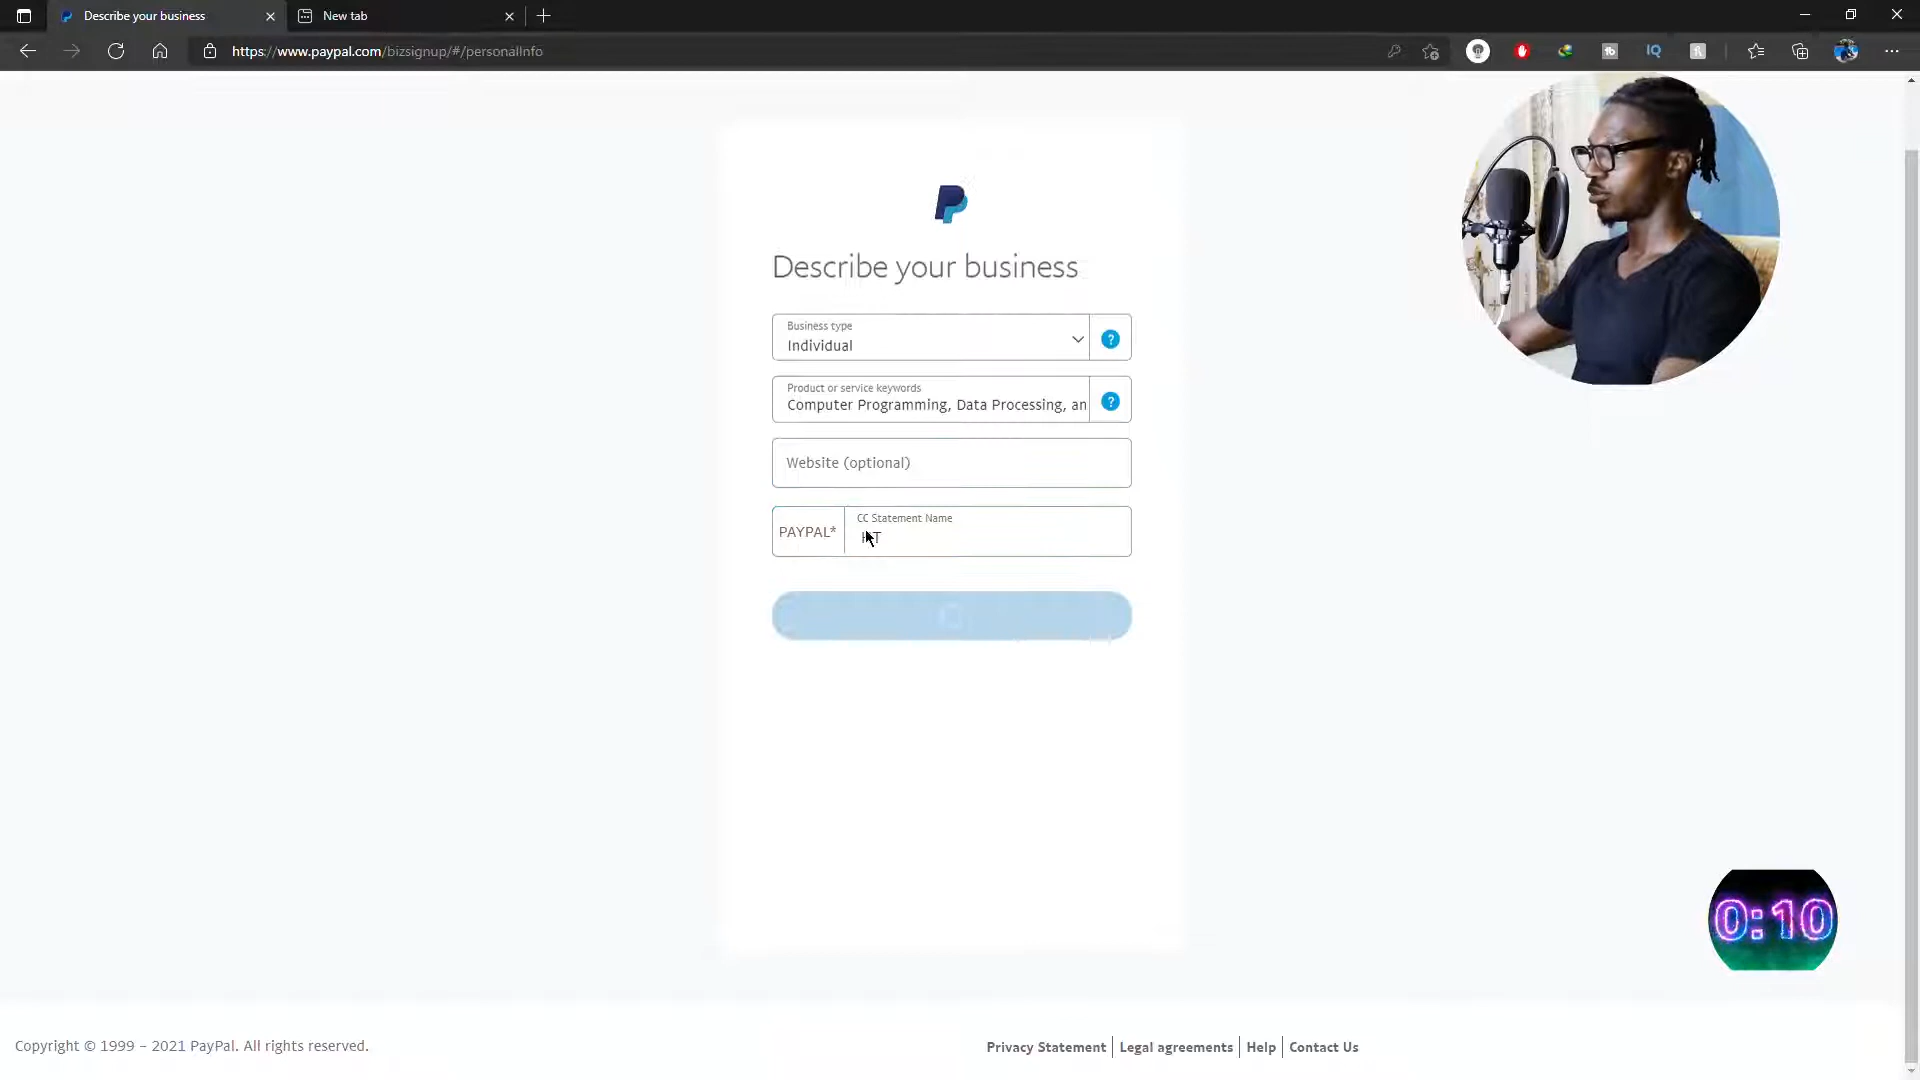 Describe your business
New tab
https://www.paypal.com/bizsignup/#/personalInfo
Describe your business
Business type
Individual
?
Product or service keywords
Computer Programming, Data Processing, an
?
Website (optional)
PAYPAL*
CC Statement Name
0:10
Copyright © 1999 – 2021 PayPal. All rights reserved.
Privacy Statement
Legal agreements
Help
Contact Us